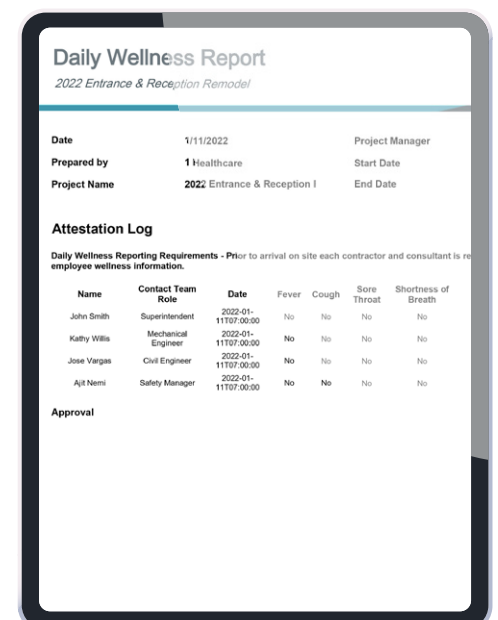 Daily Wellness Report
2022 Entrance & Reception Remodel
Date 1/11/2022 Project Manager
Prepared by 1 Healthcare Start Date
Project Name 2022 Entrance & Reception End Date
Attestation Log
Daily Wellness Reporting Requirements - Prior to arrival on site each contractor and consultant is re
employee wellness information.
Name Contact Team Role Date Fever Cough Sore Throat Shortness of Breath
John Smith Superintendent 2022-01-11T07:00:00 No No No No
Kathy Willis Mechanical Engineer 2022-01-11T07:00:00 No No No No
Jose Vargas Civil Engineer 2022-01-11T07:00:00 No No No No
Ajit Nemi Safety Manager 2022-01-11T07:00:00 No No No No
Approval